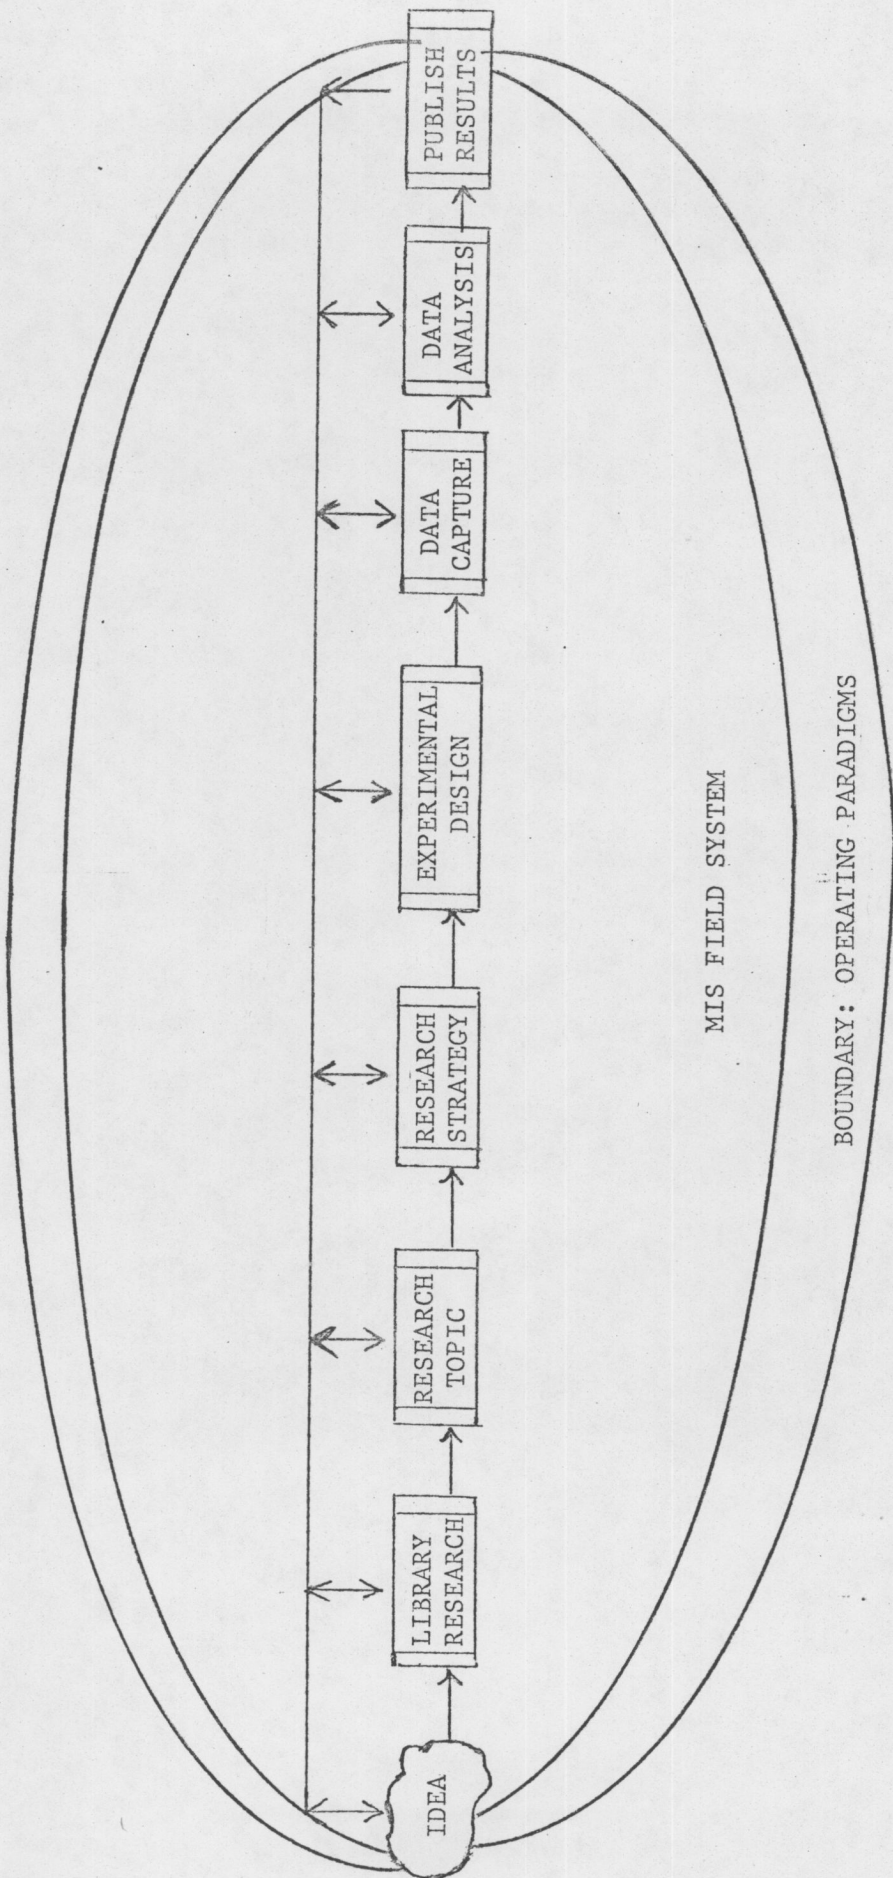 IDEA
LIBRARY
RESEARCH
RESEARCH
TOPIC
RESEARCH
STRATEGY
EXPERIMENTAL
DESIGN
DATA
CAPTURE
DATA
ANALYSIS
PUBLISH
RESULTS
MIS FIELD SYSTEM
BOUNDARY: OPERATING PARADIGMS